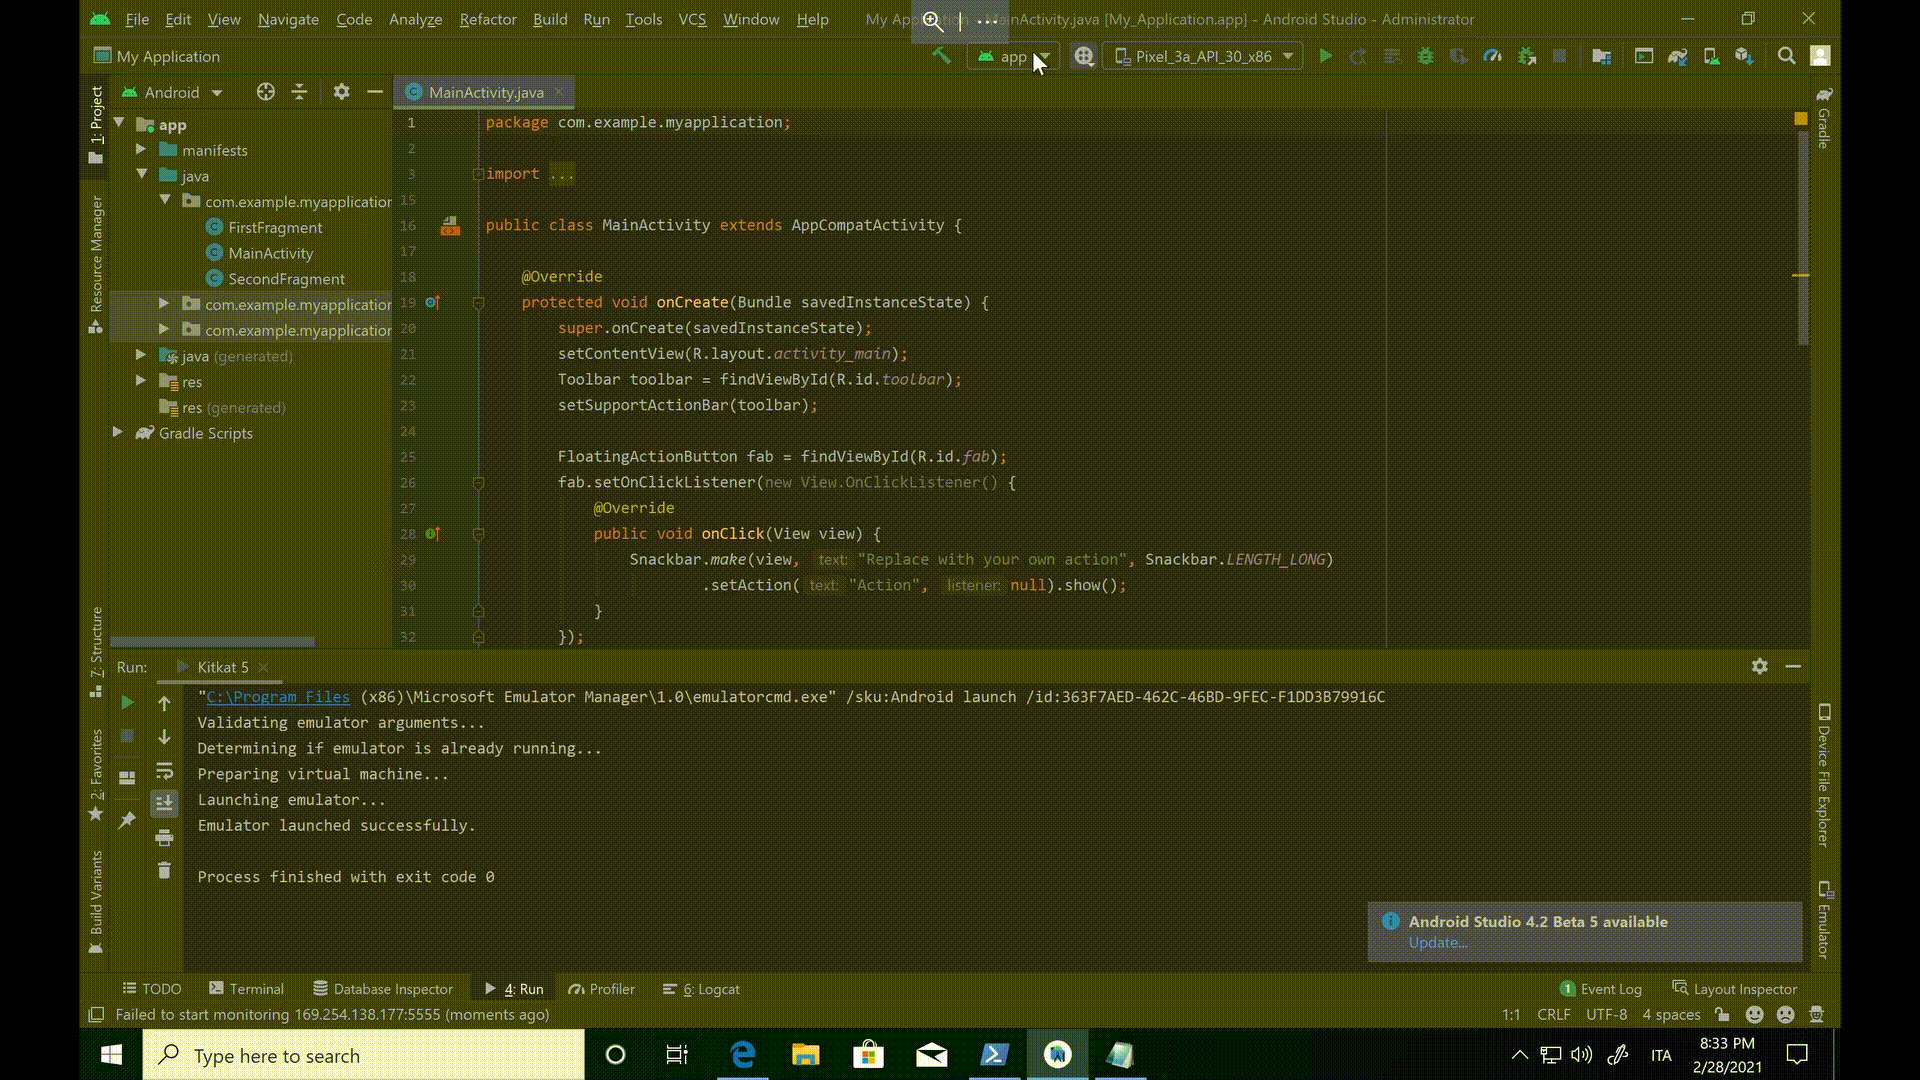 File Edit View Navigate Code Analyze Refactor Build Run Tools VCS Window Help My MainActivity.java [My_Application.app] - Android Studio - Administrator
My Application app Pixel_3a_API_30_x86
Android MainActivity.java
1: Project
Resource Manager
7: Structure
2: Favorites
Build Variants
app
manifests
java
com.example.myapplication
FirstFragment
MainActivity
SecondFragment
com.example.myapplication
com.example.myapplication
java (generated)
res
res (generated)
Gradle Scripts
1 package com.example.myapplication;
2
3 import ...
15
16 public class MainActivity extends AppCompatActivity {
17
18 @Override
19 protected void onCreate(Bundle savedInstanceState) {
20 super.onCreate(savedInstanceState);
21 setContentView(R.layout.activity_main);
22 Toolbar toolbar = findViewById(R.id.toolbar);
23 setSupportActionBar(toolbar);
24
25 FloatingActionButton fab = findViewById(R.id.fab);
26 fab.setOnClickListener(new View.OnClickListener() {
27 @Override
28 public void onClick(View view) {
29 Snackbar.make(view, text: "Replace with your own action", Snackbar.LENGTH_LONG)
30 .setAction( text: "Action", listener: null).show();
31 }
32 });
Gradle
Device File Explorer
Emulator
Run: Kitkat 5
"C:\Program Files (x86)\Microsoft Emulator Manager\1.0\emulatorcmd.exe" /sku:Android launch /id:363F7AED-462C-46BD-9FEC-F1DD3B79916C
Validating emulator arguments...
Determining if emulator is already running...
Preparing virtual machine...
Launching emulator...
Emulator launched successfully.
Process finished with exit code 0
Android Studio 4.2 Beta 5 available
Update...
TODO Terminal Database Inspector 4: Run Profiler 6: Logcat 1 Event Log Layout Inspector
Failed to start monitoring 169.254.138.177:5555 (moments ago) 1:1 CRLF UTF-8 4 spaces
Type here to search ITA 8:33 PM
2/28/2021